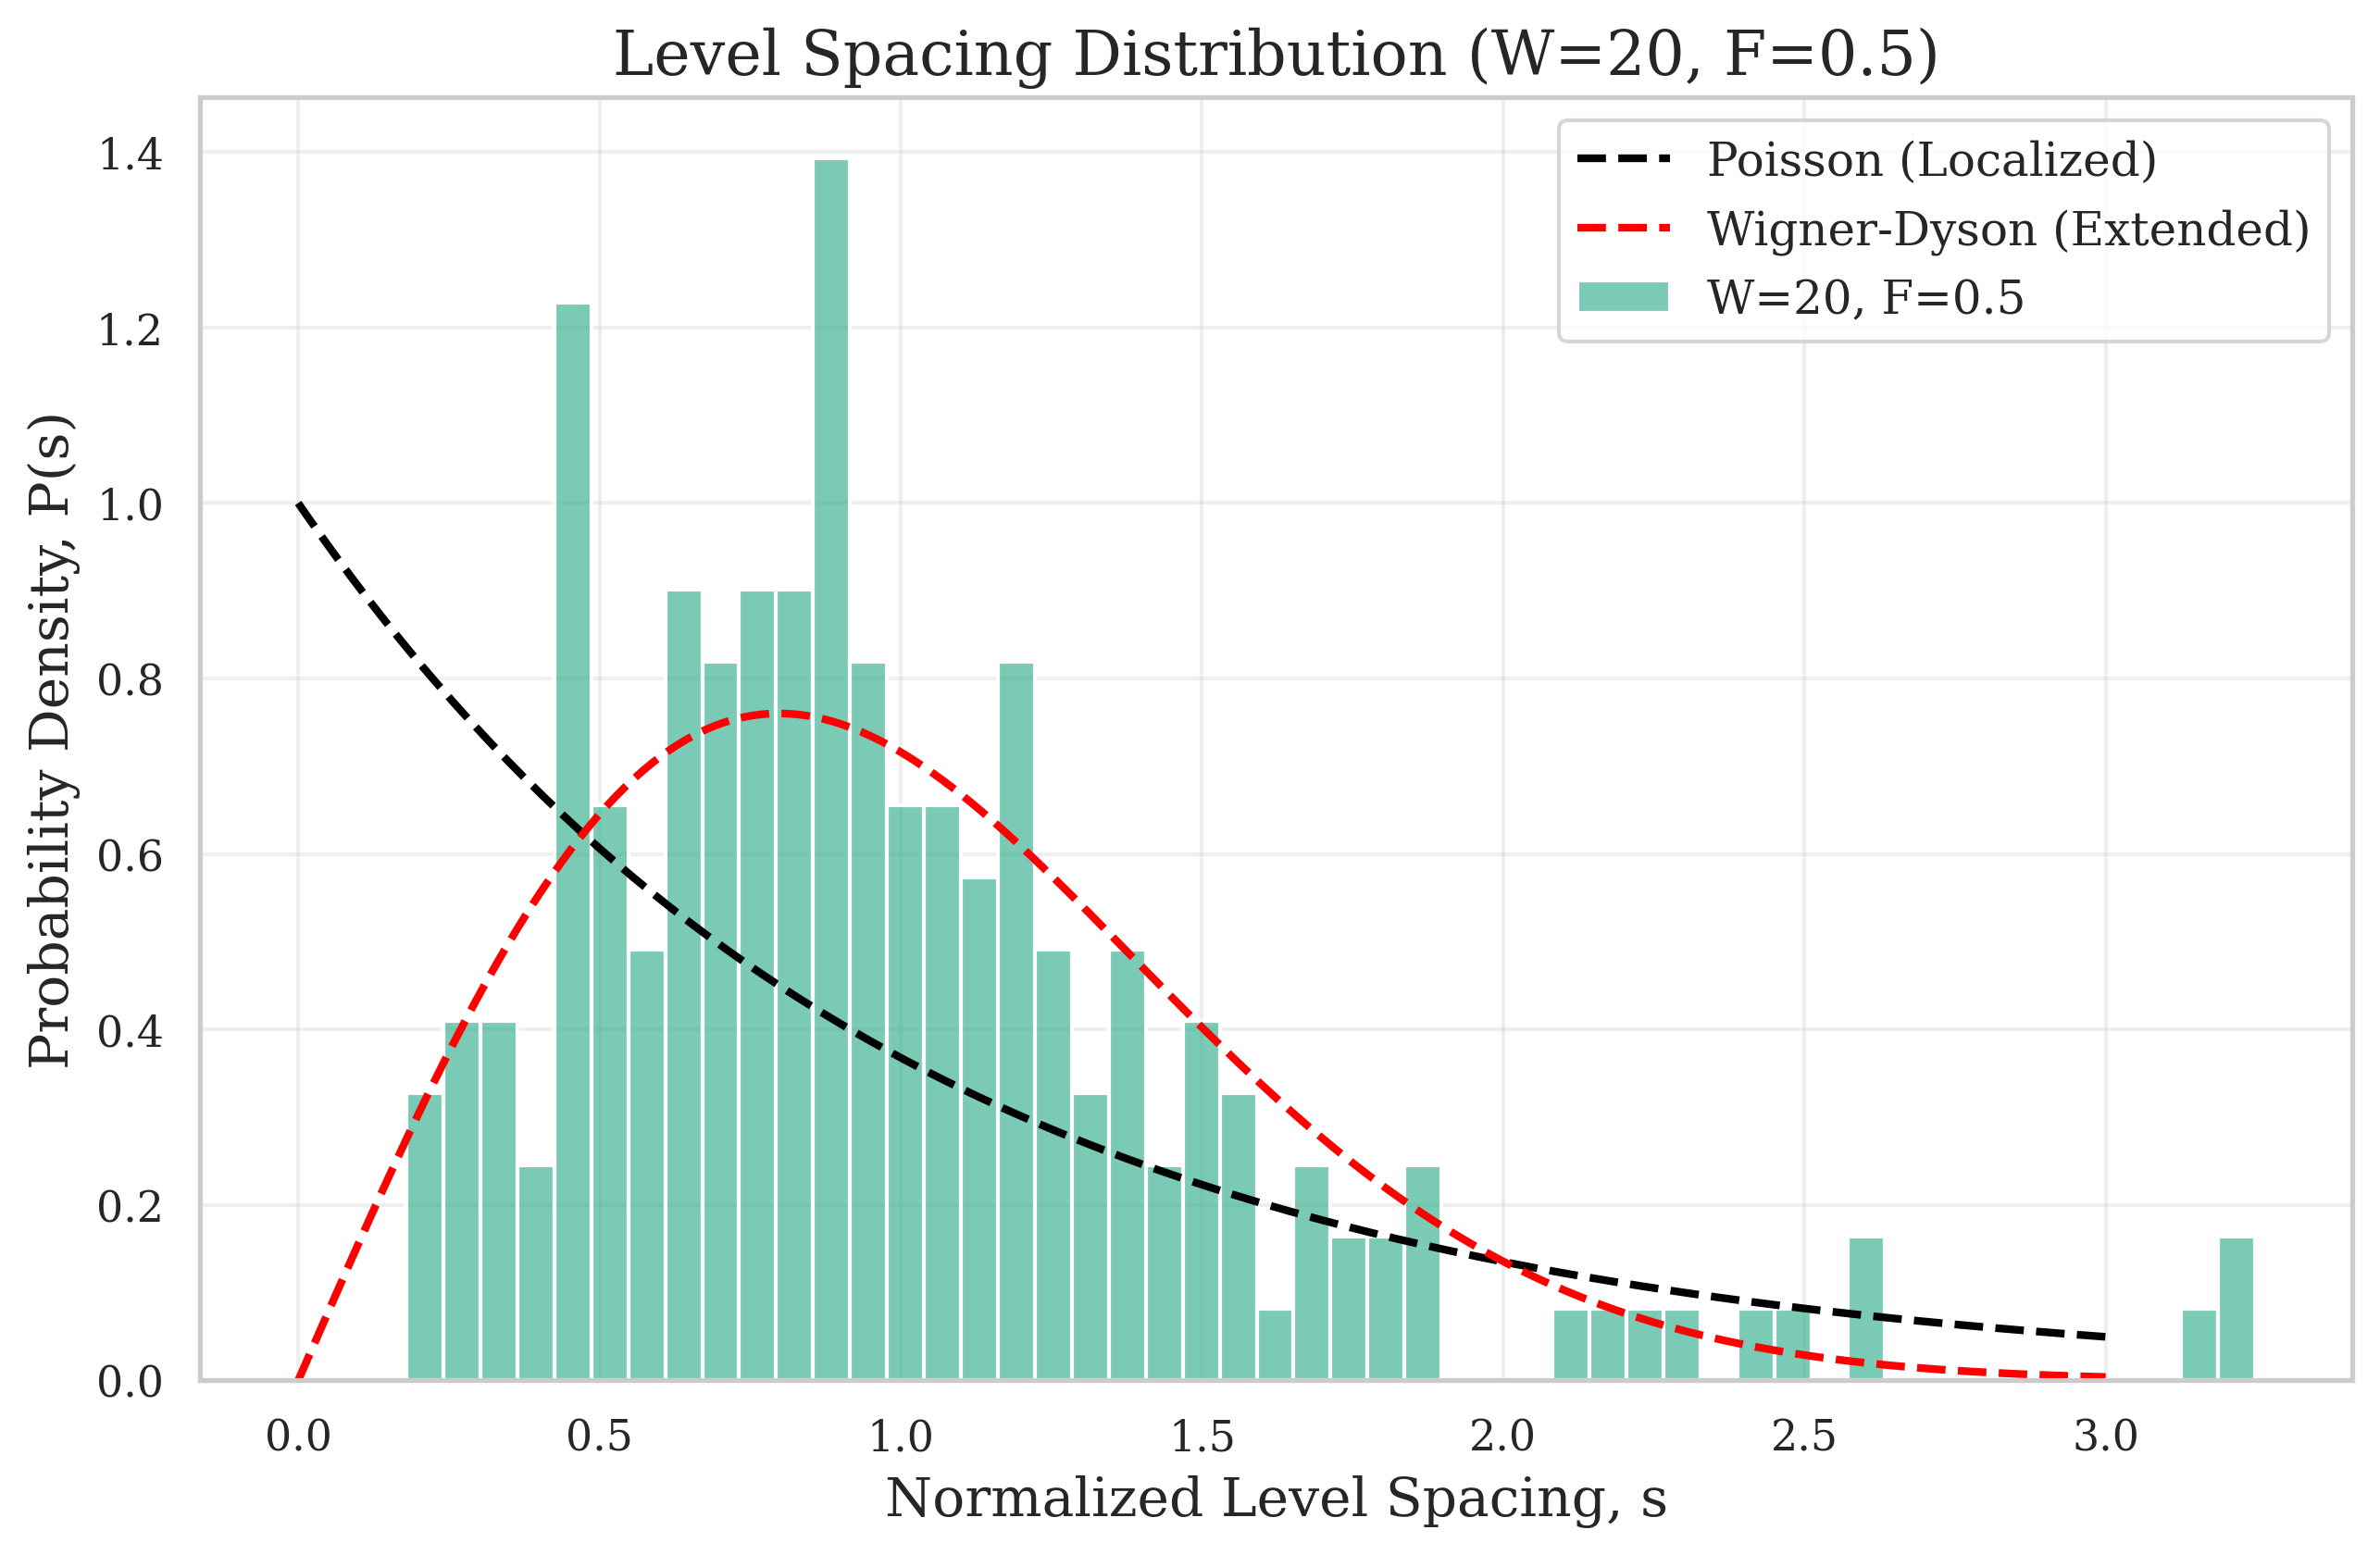 Level Spacing Distribution (W=20, F=0.5)
Poisson (Localized)
Wigner-Dyson (Extended)
W=20, F=0.5
Probability Density, P(s)
1.4
1.2
1.0
0.8
0.6
0.4
0.2
0.0
0.0 0.5 1.0 1.5 2.0 2.5 3.0
Normalized Level Spacing, s